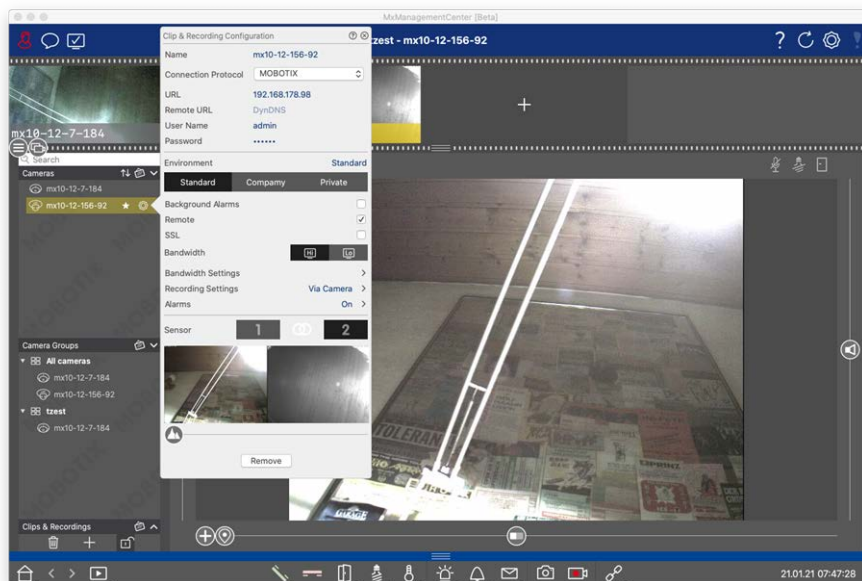 MxManagementCenter [Beta]
tzest - mx10-12-156-92
Clip & Recording Configuration
Name mx10-12-156-92
Connection Protocol MOBOTIX
URL 192.168.178.98
Remote URL DynDNS
User Name admin
Password ••••••
Environment Standard
Standard Compamy Private
Background Alarms
Remote
SSL
Bandwidth Hi Lo
Bandwidth Settings
Recording Settings Via Camera
Alarms On
Sensor 1 2
Remove
mx10-12-7-184
Search
Cameras
mx10-12-7-184
mx10-12-156-92
Camera Groups
All cameras
mx10-12-7-184
mx10-12-156-92
tzest
mx10-12-7-184
Clips & Recordings
TOLERAN
21.01.21 07:47:28